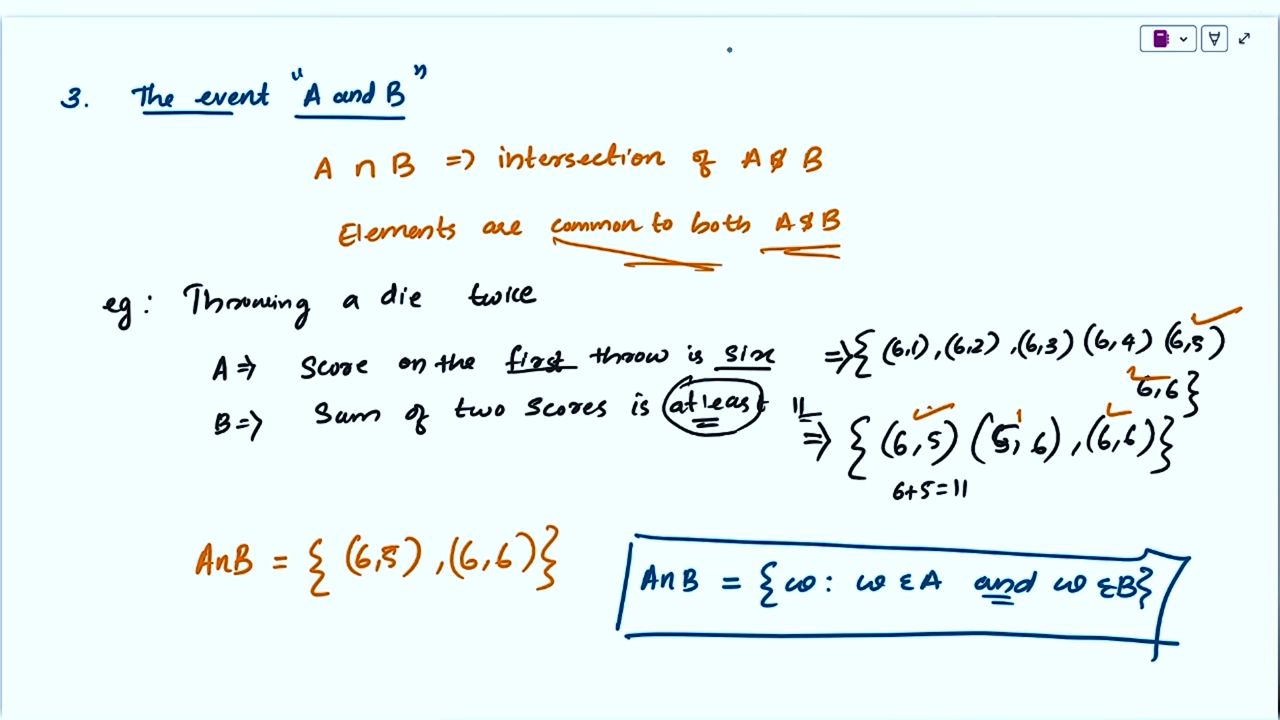 3. The event "A and B"
A ∩ B => intersection of A & B
Elements are common to both A & B
eg: Throwing a die twice
A => Score on the first throw is six => { (6,1), (6,2), (6,3) (6,4) (6,5)
6,6 }
B => Sum of two scores is at least 11
=> { (6,5) (5,6), (6,6) }
6+5=11
A∩B = { (6,5), (6,6) }
A∩B = { ω : ω ε A and ω ε B }